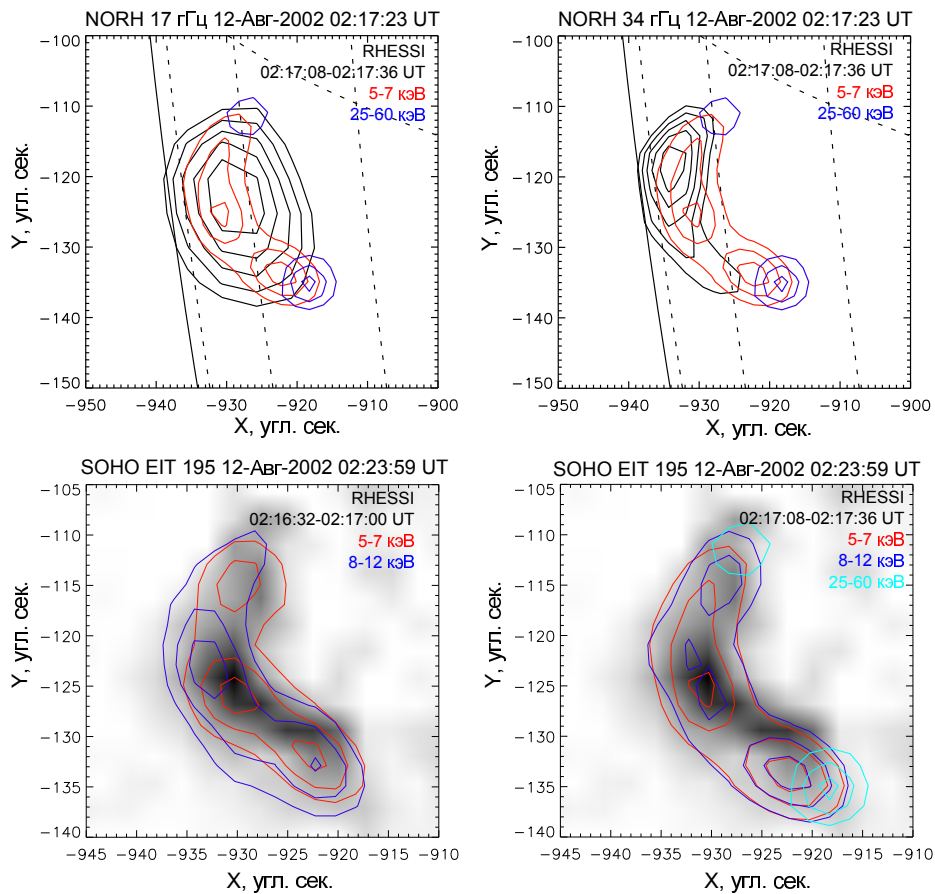 NORH 17 гГц 12-Авг-2002 02:17:23 UT
RHESSI
02:17:08-02:17:36 UT
5-7 кэВ
25-60 кэВ
Y, угл. сек.
−100
−110
−120
−130
−140
−150
−950 −940 −930 −920 −910 −900
X, угл. сек.
NORH 34 гГц 12-Авг-2002 02:17:23 UT
RHESSI
02:17:08-02:17:36 UT
5-7 кэВ
25-60 кэВ
Y, угл. сек.
−100
−110
−120
−130
−140
−150
−950 −940 −930 −920 −910 −900
X, угл. сек.
SOHO EIT 195 12-Авг-2002 02:23:59 UT
RHESSI
02:16:32-02:17:00 UT
5-7 кэВ
8-12 кэВ
Y, угл. сек.
−105
−110
−115
−120
−125
−130
−135
−140
−945 −940 −935 −930 −925 −920 −915 −910
X, угл. сек.
SOHO EIT 195 12-Авг-2002 02:23:59 UT
RHESSI
02:17:08-02:17:36 UT
5-7 кэВ
8-12 кэВ
25-60 кэВ
Y, угл. сек.
−105
−110
−115
−120
−125
−130
−135
−140
−945 −940 −935 −930 −925 −920 −915 −910
X, угл. сек.